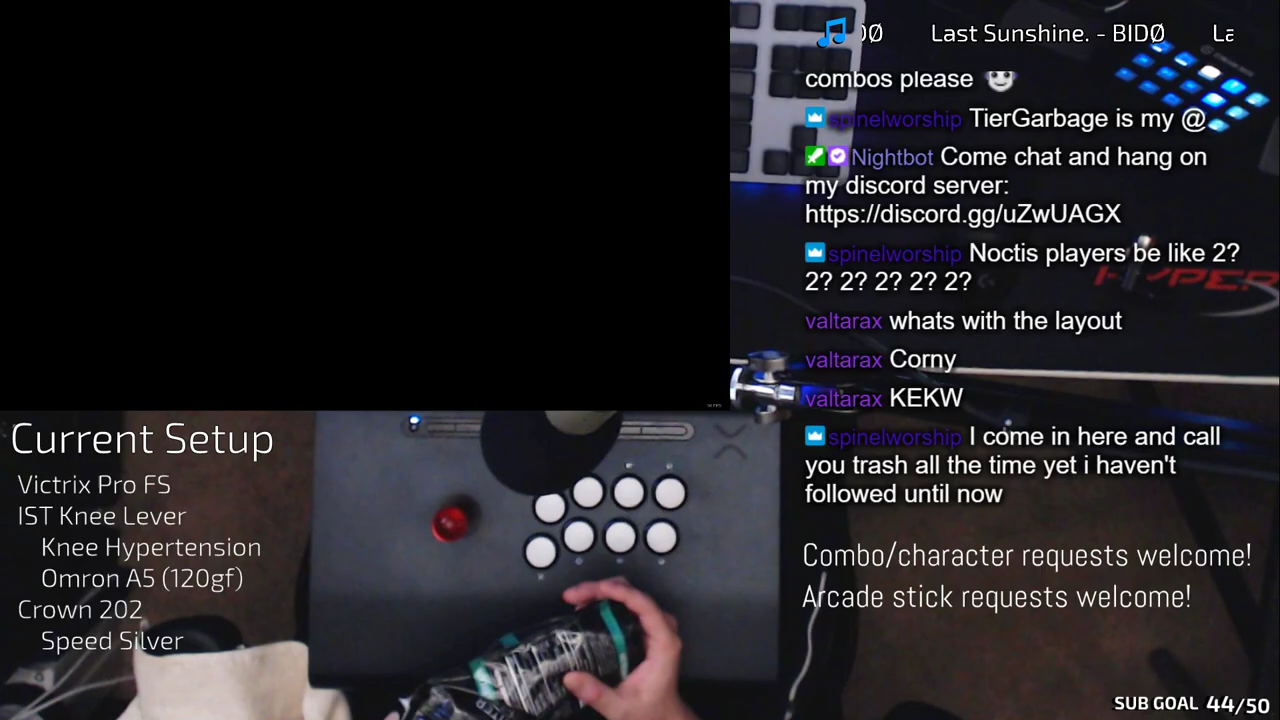 DØ Last Sunshine. - BIDØ La
combos please
spinelworship TierGarbage is my @
Nightbot Come chat and hang on
my discord server:
https://discord.gg/uZwUAGX
spinelworship Noctis players be like 2?
2? 2? 2? 2? 2?
valtarax whats with the layout
valtarax Corny
valtarax KEKW
spinelworship I come in here and call
you trash all the time yet i haven't
followed until now
HYPER
Current Setup
Victrix Pro FS
IST Knee Lever
Knee Hypertension
Omron A5 (120gf)
Crown 202
Speed Silver
Combo/character requests welcome!
Arcade stick requests welcome!
SUB GOAL 44/50